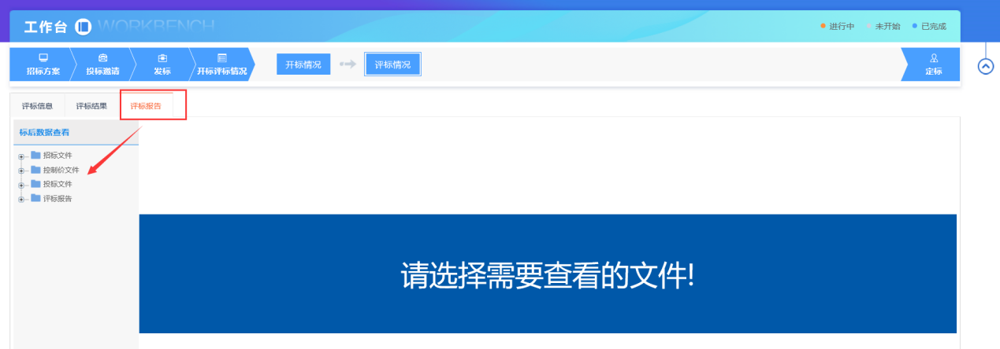 工作台 WORKBENCH
进行中 未开始 已完成
招标方案 投标邀请 发标 开标评标情况 开标情况 评标情况 定标
评标信息 评标结果 评标报告
标后数据查看
招标文件
控制价文件
投标文件
评标报告
请选择需要查看的文件!